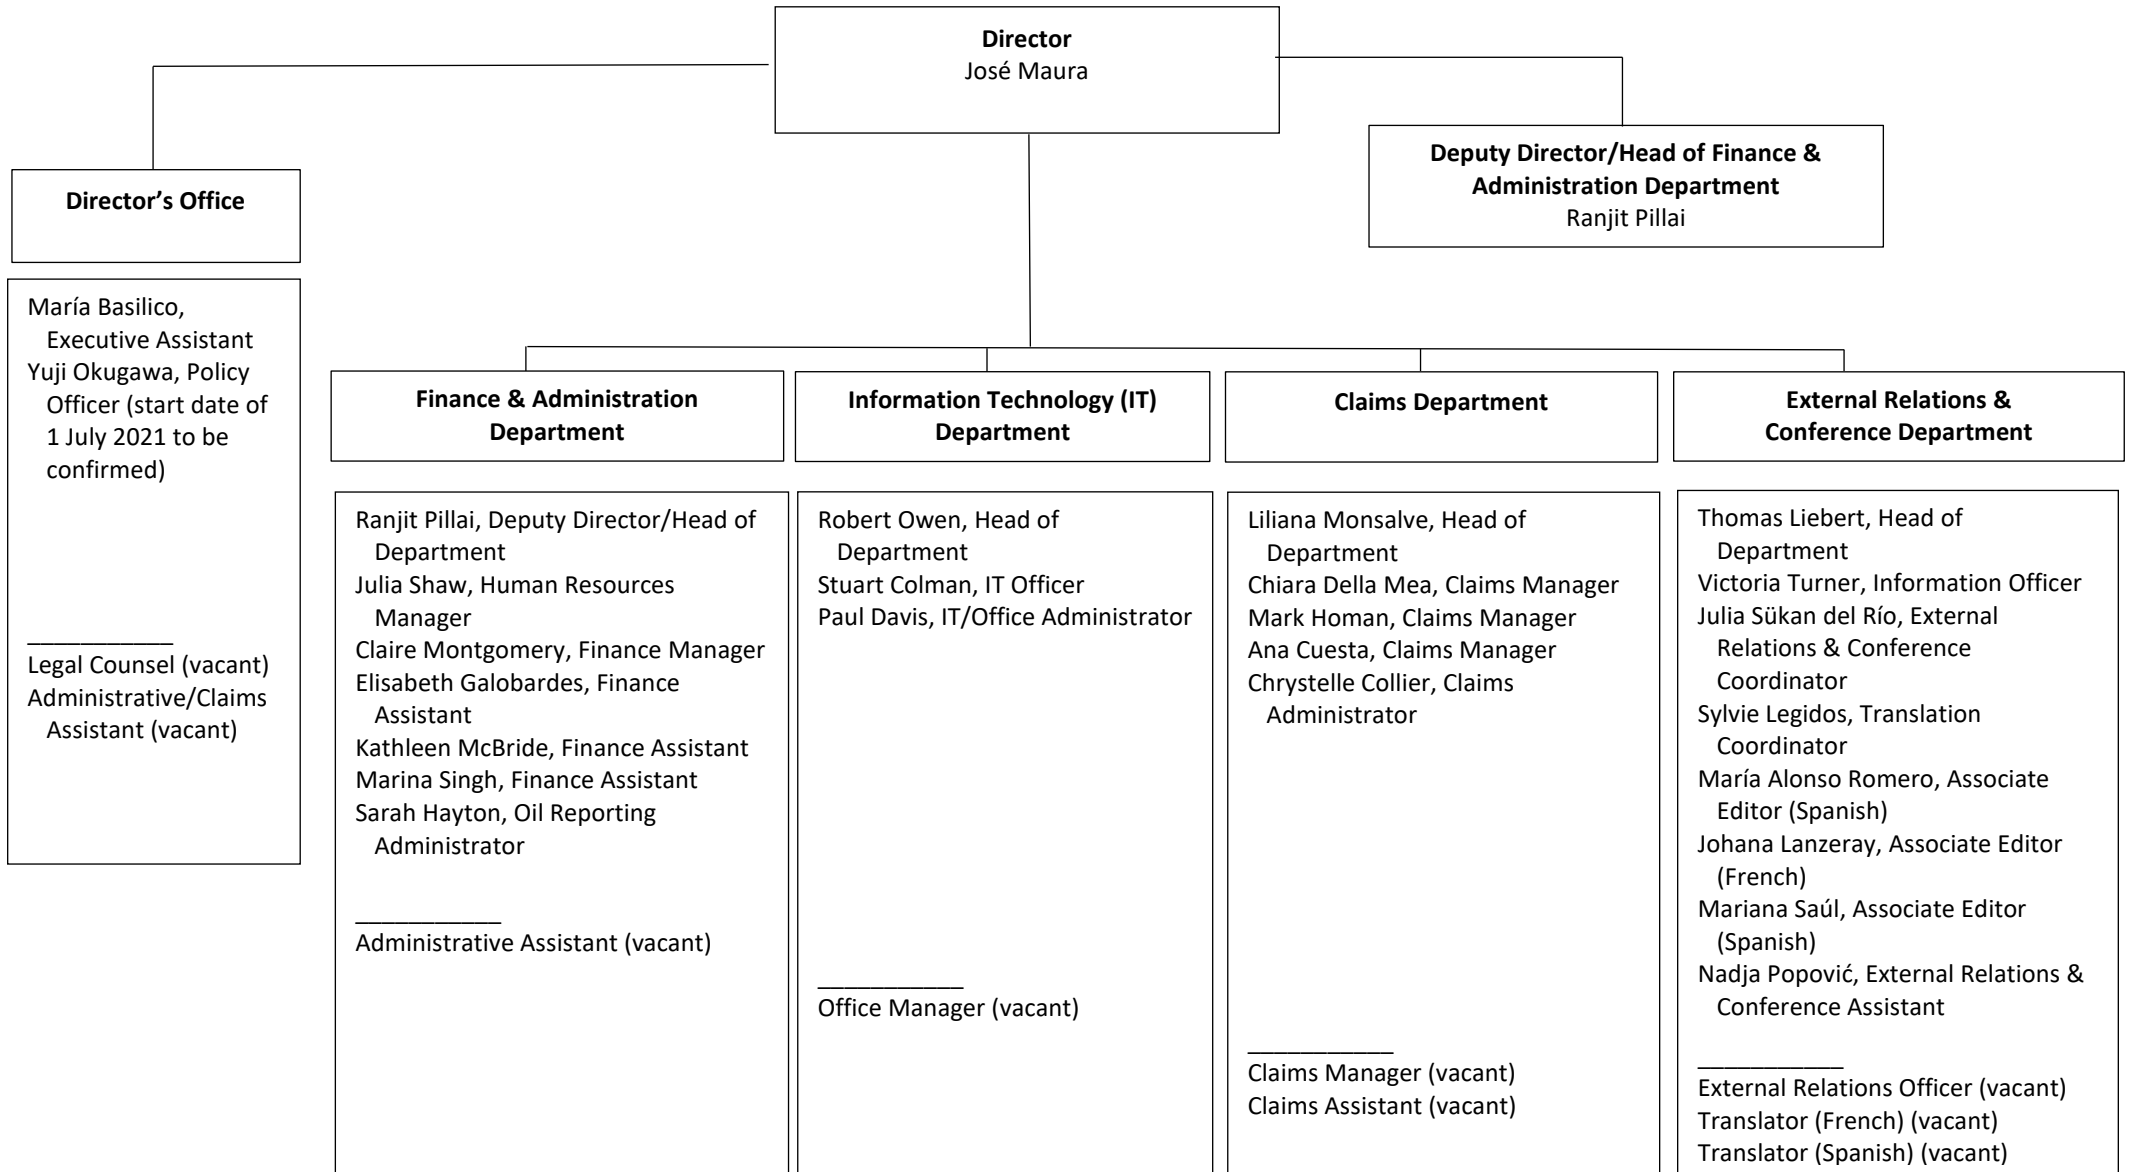 Director
José Maura
Deputy Director/Head of Finance &
Administration Department
Ranjit Pillai
Director’s Office
María Basilico,
Executive Assistant
Yuji Okugawa, Policy
Officer (start date of
1 July 2021 to be
confirmed)
___________
Legal Counsel (vacant)
Administrative/Claims
Assistant (vacant)
Finance & Administration
Department
Ranjit Pillai, Deputy Director/Head of
Department
Julia Shaw, Human Resources
Manager
Claire Montgomery, Finance Manager
Elisabeth Galobardes, Finance
Assistant
Kathleen McBride, Finance Assistant
Marina Singh, Finance Assistant
Sarah Hayton, Oil Reporting
Administrator
___________
Administrative Assistant (vacant)
Information Technology (IT)
Department
Robert Owen, Head of
Department
Stuart Colman, IT Officer
Paul Davis, IT/Office Administrator
___________
Office Manager (vacant)
Claims Department
Liliana Monsalve, Head of
Department
Chiara Della Mea, Claims Manager
Mark Homan, Claims Manager
Ana Cuesta, Claims Manager
Chrystelle Collier, Claims
Administrator
___________
Claims Manager (vacant)
Claims Assistant (vacant)
External Relations &
Conference Department
Thomas Liebert, Head of
Department
Victoria Turner, Information Officer
Julia Sükan del Río, External
Relations & Conference
Coordinator
Sylvie Legidos, Translation
Coordinator
María Alonso Romero, Associate
Editor (Spanish)
Johana Lanzeray, Associate Editor
(French)
Mariana Saúl, Associate Editor
(Spanish)
Nadja Popović, External Relations &
Conference Assistant
___________
External Relations Officer (vacant)
Translator (French) (vacant)
Translator (Spanish) (vacant)